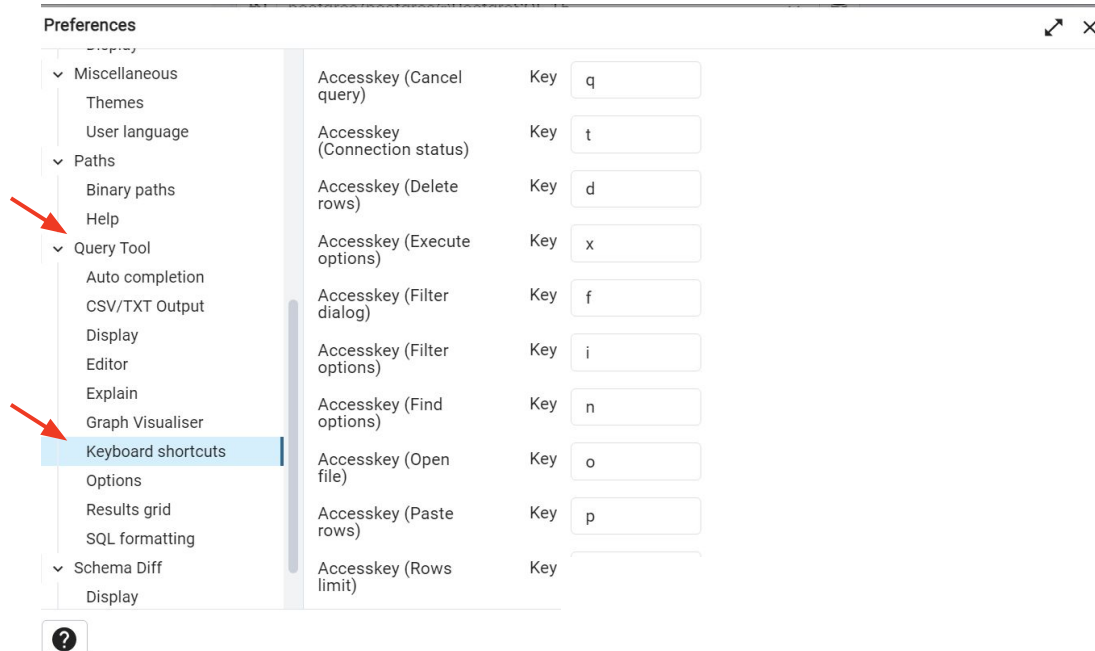 Preferences
Display
Miscellaneous
Themes
User language
Paths
Binary paths
Help
Query Tool
Auto completion
CSV/TXT Output
Display
Editor
Explain
Graph Visualiser
Keyboard shortcuts
Options
Results grid
SQL formatting
Schema Diff
Display
Accesskey (Cancel
query)
Key
q
Accesskey
(Connection status)
Key
t
Accesskey (Delete
rows)
Key
d
Accesskey (Execute
options)
Key
x
Accesskey (Filter
dialog)
Key
f
Accesskey (Filter
options)
Key
i
Accesskey (Find
options)
Key
n
Accesskey (Open
file)
Key
o
Accesskey (Paste
rows)
Key
p
Accesskey (Rows
limit)
Key